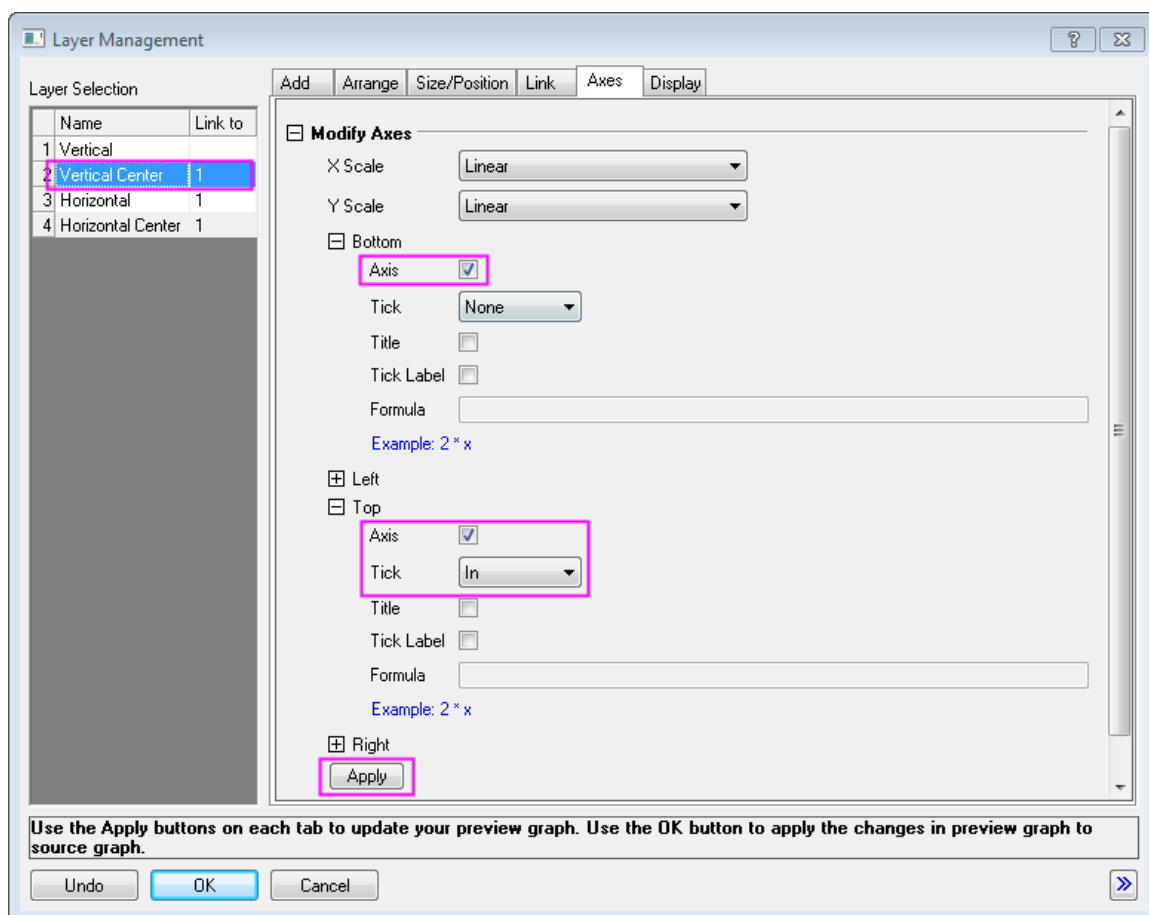 Layer Management
Layer Selection
Name Link to
1 Vertical
2 Vertical Center 1
3 Horizontal 1
4 Horizontal Center 1
Add Arrange Size/Position Link Axes Display
Modify Axes
X Scale Linear
Y Scale Linear
Bottom
Axis
Tick None
Title
Tick Label
Formula
Example: 2 * x
Left
Top
Axis
Tick In
Title
Tick Label
Formula
Example: 2 * x
Right
Apply
Use the Apply buttons on each tab to update your preview graph. Use the OK button to apply the changes in preview graph to
source graph.
Undo OK Cancel